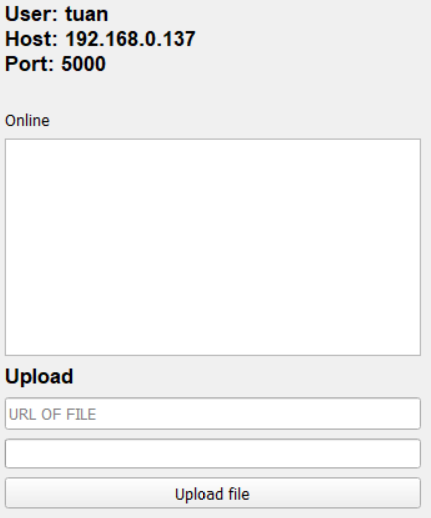 User: tuan
Host: 192.168.0.137
Port: 5000
Online
Upload
URL OF FILE
Upload file